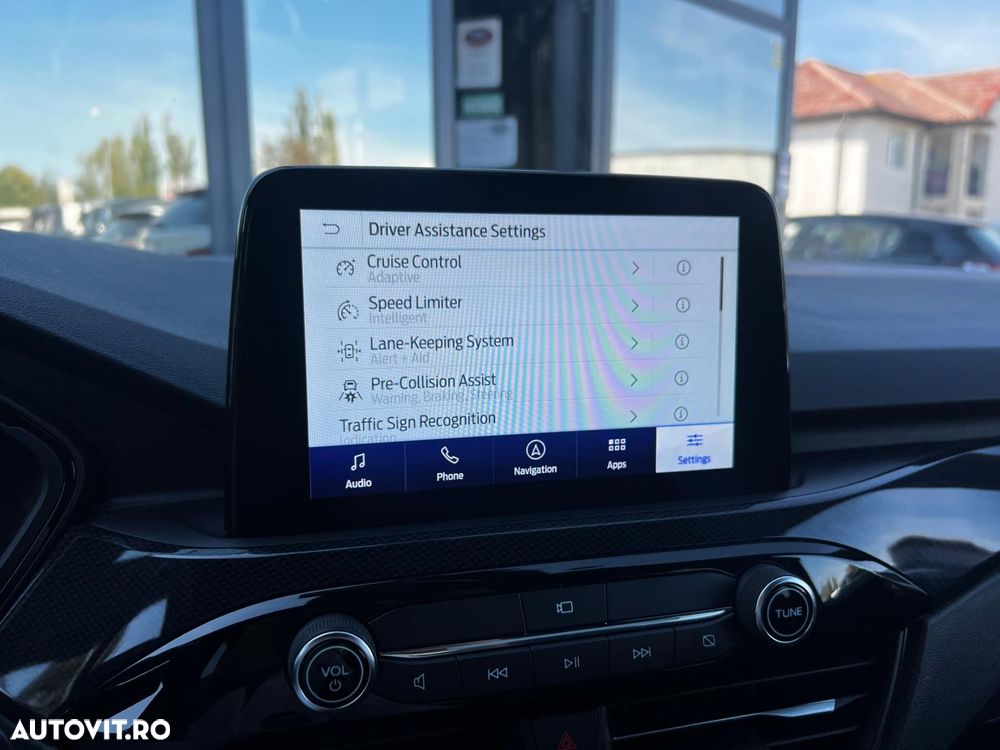 Driver Assistance Settings
Cruise Control
Adaptive
Speed Limiter
Intelligent
Lane-Keeping System
Alert + Aid
Pre-Collision Assist
Warning, Braking, Steering
Traffic Sign Recognition
Indication
Audio
Phone
Navigation
Apps
Settings
VOL
TUNE
AUTOVIT.RO